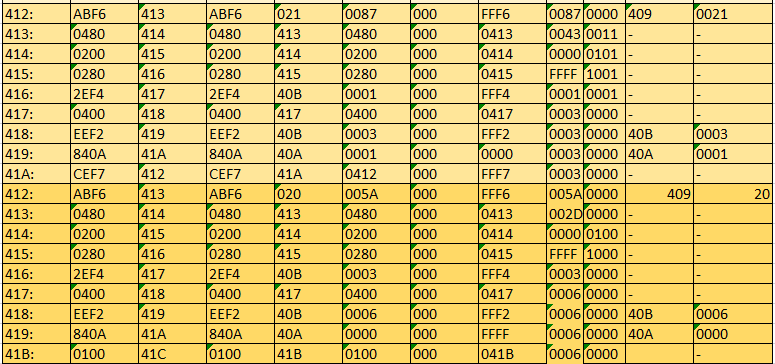 412: ABF6 413 ABF6 021 0087 000 FFF6 0087 0000 409 0021
413: 0480 414 0480 413 0480 000 0413 0043 0011 - -
414: 0200 415 0200 414 0200 000 0414 0000 0101 - -
415: 0280 416 0280 415 0280 000 0415 FFFF 1001 - -
416: 2EF4 417 2EF4 40B 0001 000 FFF4 0001 0001 - -
417: 0400 418 0400 417 0400 000 0417 0003 0000 - -
418: EEF2 419 EEF2 40B 0003 000 FFF2 0003 0000 40B 0003
419: 840A 41A 840A 40A 0001 000 0000 0003 0000 40A 0001
41A: CEF7 412 CEF7 41A 0412 000 FFF7 0003 0000 - -
412: ABF6 413 ABF6 020 005A 000 FFF6 005A 0000 409 20
413: 0480 414 0480 413 0480 000 0413 002D 0000 - -
414: 0200 415 0200 414 0200 000 0414 0000 0100 - -
415: 0280 416 0280 415 0280 000 0415 FFFF 1000 - -
416: 2EF4 417 2EF4 40B 0003 000 FFF4 0003 0000 - -
417: 0400 418 0400 417 0400 000 0417 0006 0000 - -
418: EEF2 419 EEF2 40B 0006 000 FFF2 0006 0000 40B 0006
419: 840A 41A 840A 40A 0000 000 FFFF 0006 0000 40A 0000
41B: 0100 41C 0100 41B 0100 000 041B 0006 0000 -